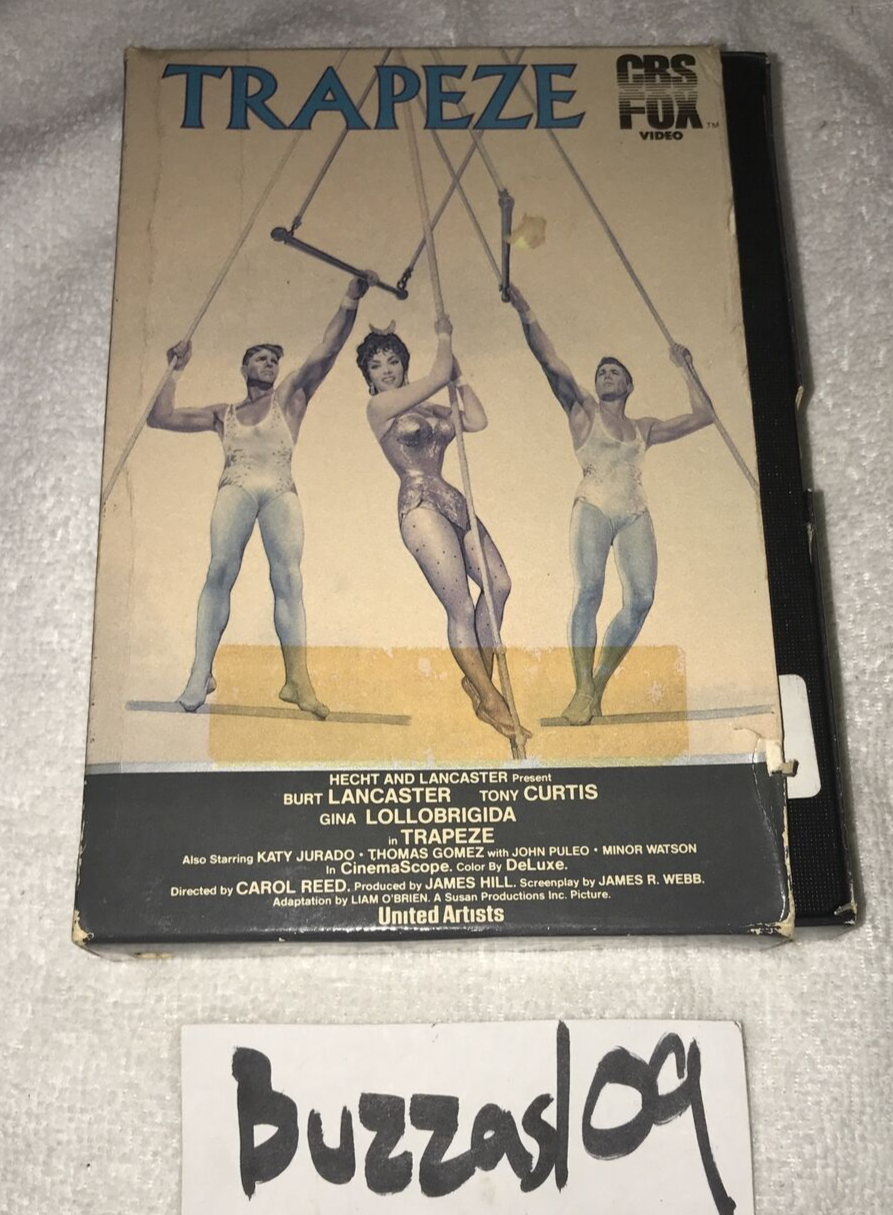 TRAPEZE
CBS
FOX
VIDEO™
HECHT AND LANCASTER Present
BURT LANCASTER TONY CURTIS
GINA LOLLOBRIGIDA
in TRAPEZE
Also Starring KATY JURADO • THOMAS GOMEZ with JOHN PULEO • MINOR WATSON
In CinemaScope. Color By DeLuxe.
Directed by CAROL REED. Produced by JAMES HILL. Screenplay by JAMES R. WEBB.
Adaptation by LIAM O'BRIEN. A Susan Productions Inc. Picture.
United Artists
Buzzas109